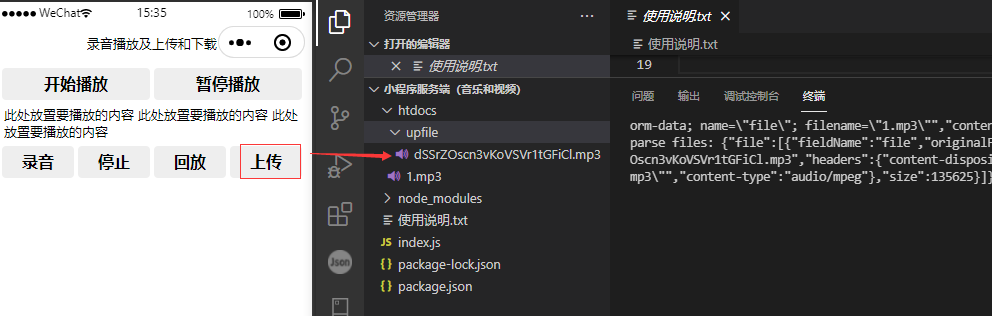 WeChat 15:35 100%
录音播放及上传和下载
开始播放 暂停播放
此处放置要播放的内容 此处放置要播放的内容 此处
放置要播放的内容
录音 停止 回放 上传
资源管理器
打开的编辑器
使用说明.txt
小程序服务端（音乐和视频)
htdocs
upfile
dSSrZOscn3vKoVSVr1tGFiCl.mp3
1.mp3
node_modules
使用说明.txt
JS index.js
{} package-lock.json
{} package.json
Json
使用说明.txt
使用说明.txt
19
问题 输出 调试控制台 终端
orm-data; name=\"file\"; filename=\"1.mp3\"","conten
parse files: {"file":[{"fieldName":"file","originalF
Oscn3vKoVSVr1tGFiCl.mp3","headers":{"content-disposi
mp3\"","content-type":"audio/mpeg"},"size":135625}]}